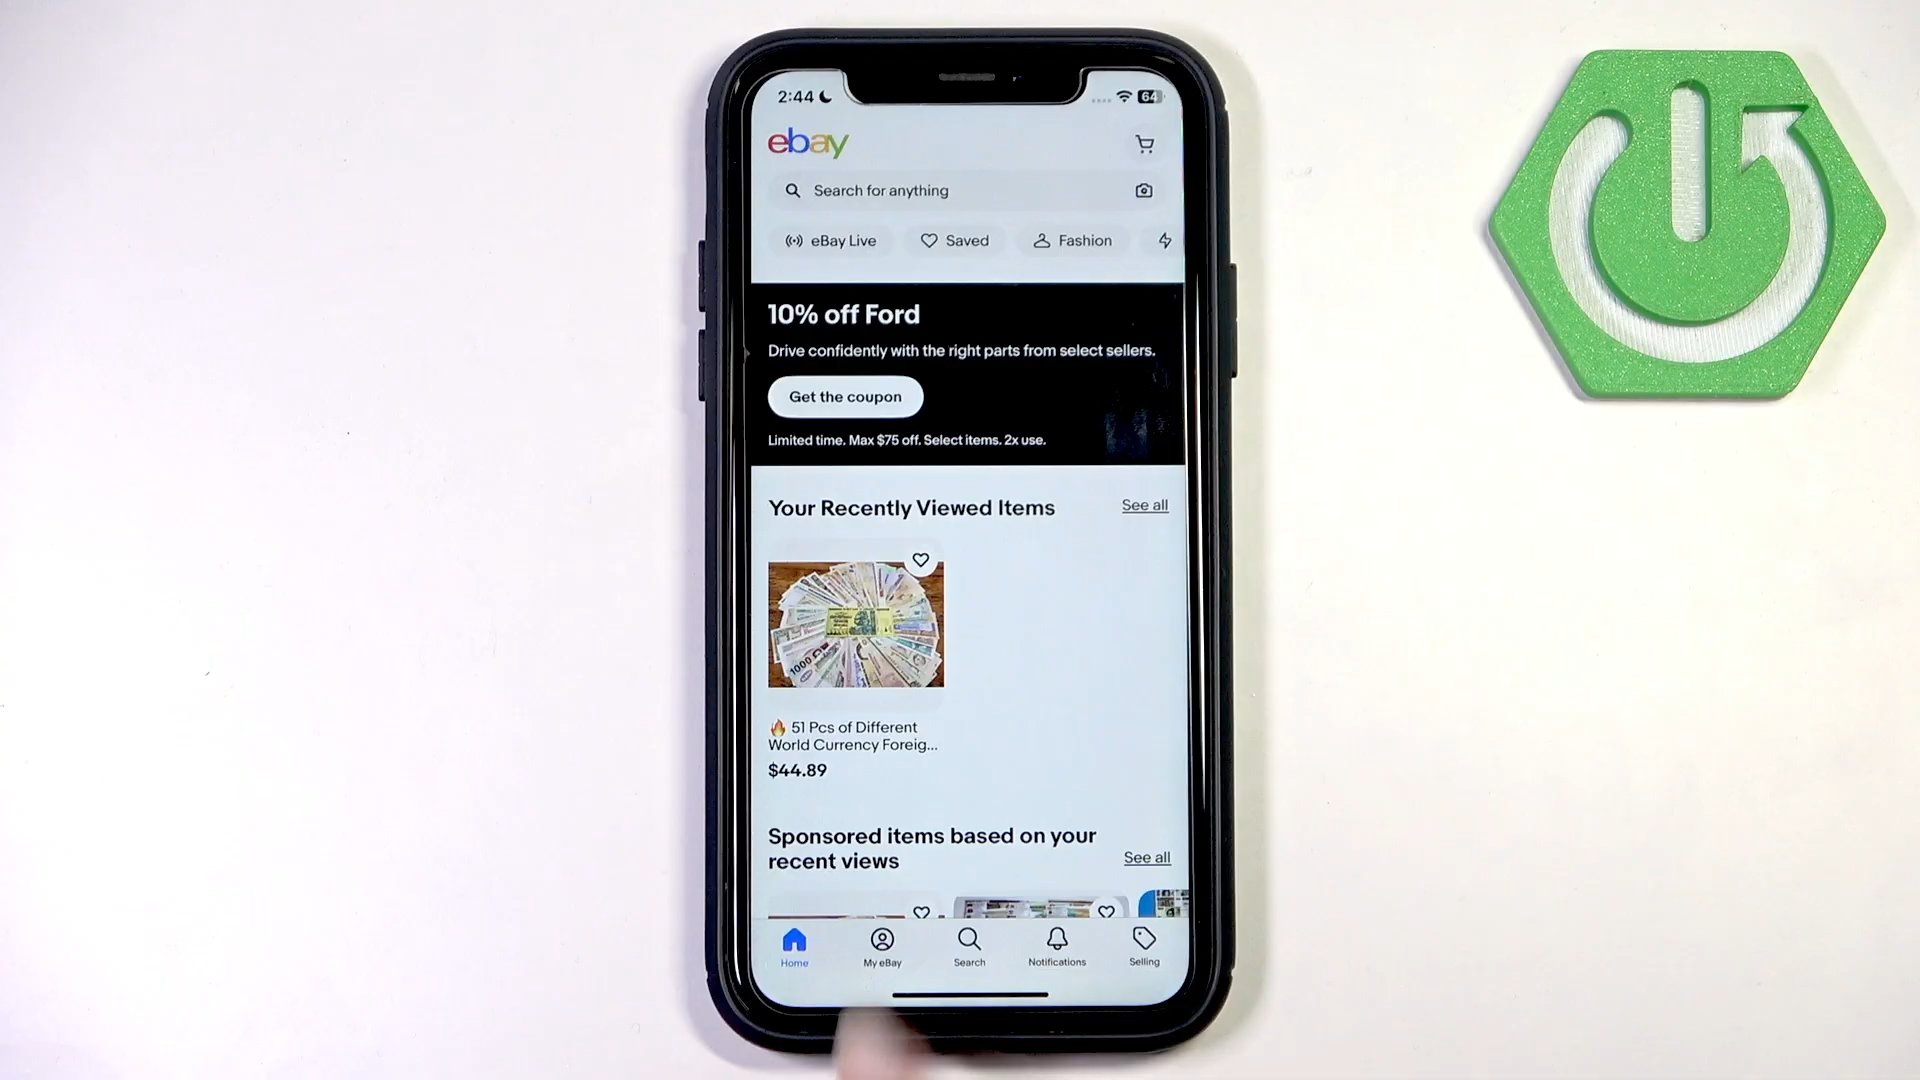 2:44
64
ebay
Search for anything
eBay Live
Saved
Fashion
10% off Ford
Drive confidently with the right parts from select sellers.
Get the coupon
Limited time. Max $75 off. Select items. 2x use.
Your Recently Viewed Items
See all
1000
🔥 51 Pcs of Different
World Currency Foreig...
$44.89
Sponsored items based on your
recent views
See all
Home
My eBay
Search
Notifications
Selling